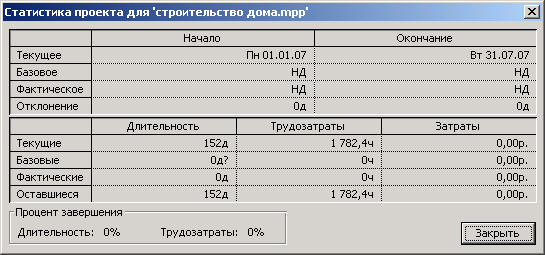 Статистика проекта для 'строительство дома.mpp'
Начало Окончание
Текущее Пн 01.01.07 Вт 31.07.07
Базовое НД НД
Фактическое НД НД
Отклонение 0д 0д
Длительность Трудозатраты Затраты
Текущие 152д 1 782,4ч 0,00р.
Базовые 0д? 0ч 0,00р.
Фактические 0д 0ч 0,00р.
Оставшиеся 152д 1 782,4ч 0,00р.
Процент завершения
Длительность: 0% Трудозатраты: 0% Закрыть